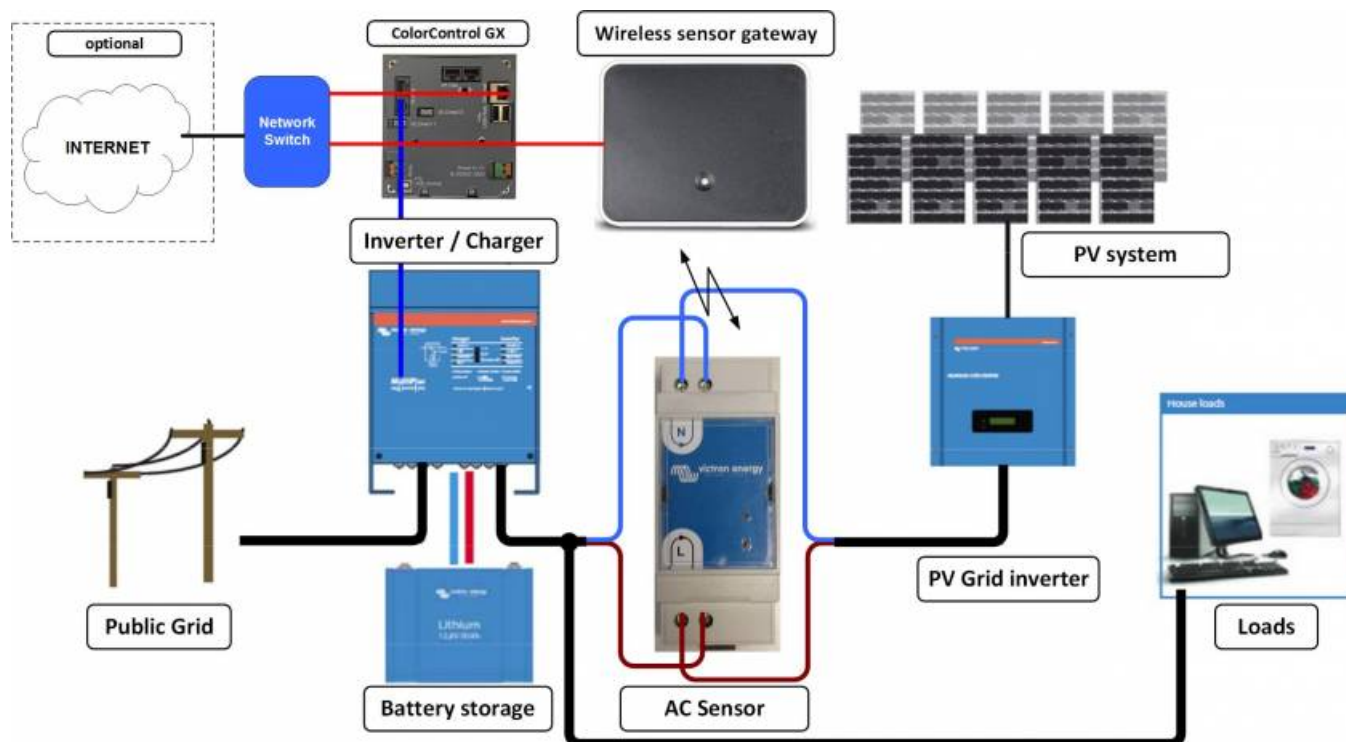 optional
ColorControl GX
Wireless sensor gateway
INTERNET
Network
Switch
Inverter / Charger
PV system
MultiPlus
House loads
N
victron energy
L
PV Grid inverter
Lithium
Public Grid
Loads
Battery storage
AC Sensor